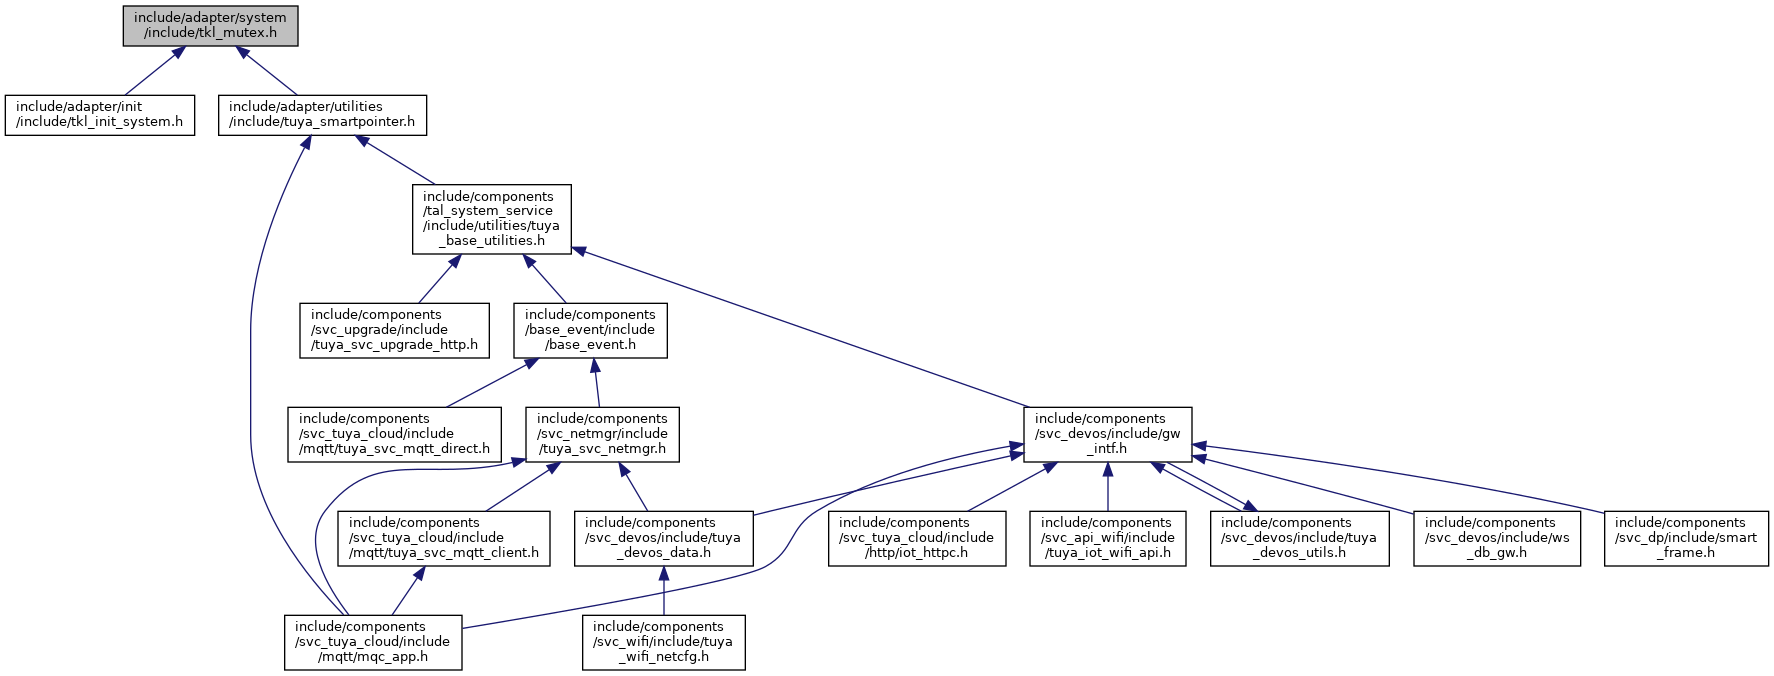 include/adapter/system
/include/tkl_mutex.h
include/adapter/init
/include/tkl_init_system.h
include/adapter/utilities
/include/tuya_smartpointer.h
include/components
/tal_system_service
/include/utilities/tuya
_base_utilities.h
include/components
/svc_upgrade/include
/tuya_svc_upgrade_http.h
include/components
/base_event/include
/base_event.h
include/components
/svc_tuya_cloud/include
/mqtt/tuya_svc_mqtt_direct.h
include/components
/svc_netmgr/include
/tuya_svc_netmgr.h
include/components
/svc_devos/include/gw
_intf.h
include/components
/svc_tuya_cloud/include
/mqtt/tuya_svc_mqtt_client.h
include/components
/svc_devos/include/tuya
_devos_data.h
include/components
/svc_tuya_cloud/include
/http/iot_httpc.h
include/components
/svc_api_wifi/include
/tuya_iot_wifi_api.h
include/components
/svc_devos/include/tuya
_devos_utils.h
include/components
/svc_devos/include/ws
_db_gw.h
include/components
/svc_dp/include/smart
_frame.h
include/components
/svc_tuya_cloud/include
/mqtt/mqc_app.h
include/components
/svc_wifi/include/tuya
_wifi_netcfg.h